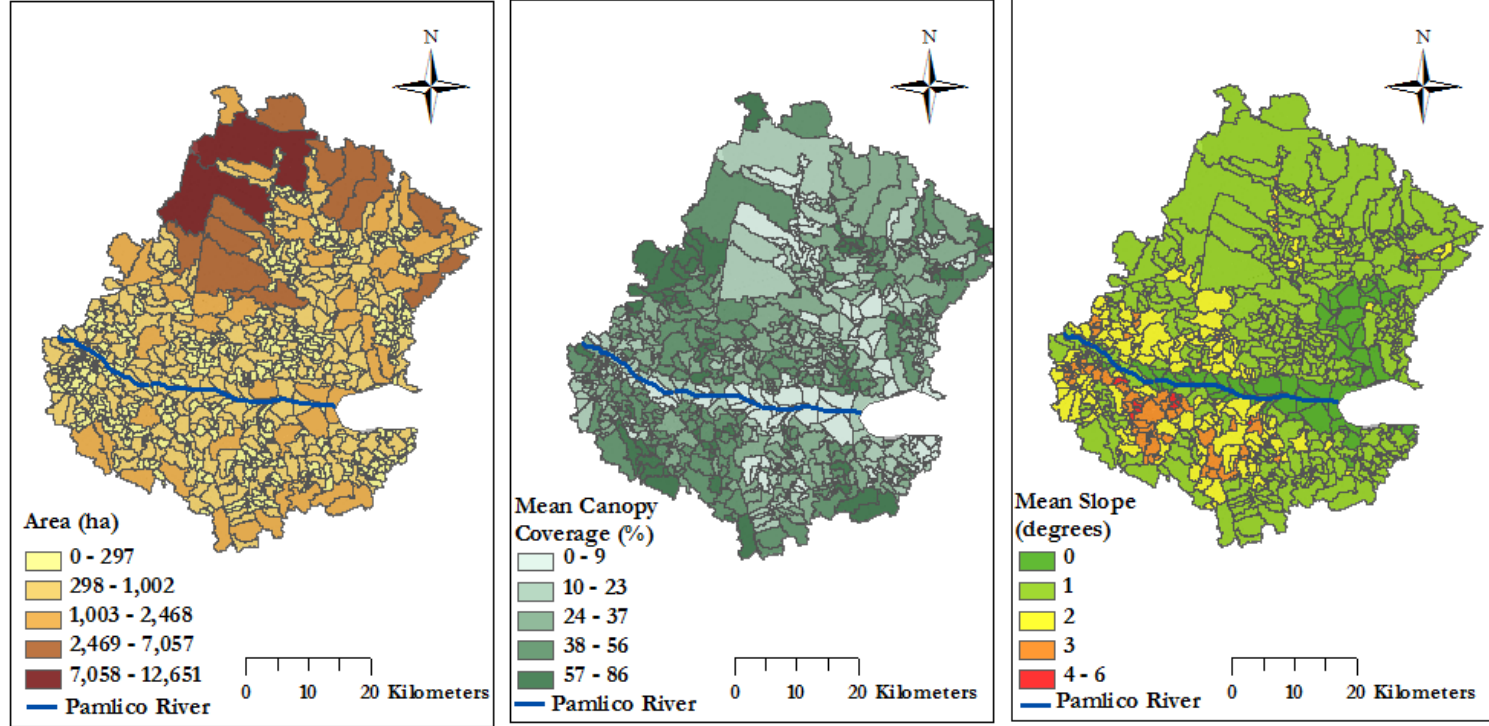 N
Area (ha)
0 - 297
298 - 1,002
1,003 - 2,468
2,469 - 7,057
7,058 - 12,651
Pamlico River
0 10 20 Kilometers
N
Mean Canopy
Coverage (%)
0 - 9
10 - 23
24 - 37
38 - 56
57 - 86
Pamlico River
0 10 20 Kilometers
N
Mean Slope
(degrees)
0
1
2
3
4 - 6
Pamlico River
0 10 20 Kilometers